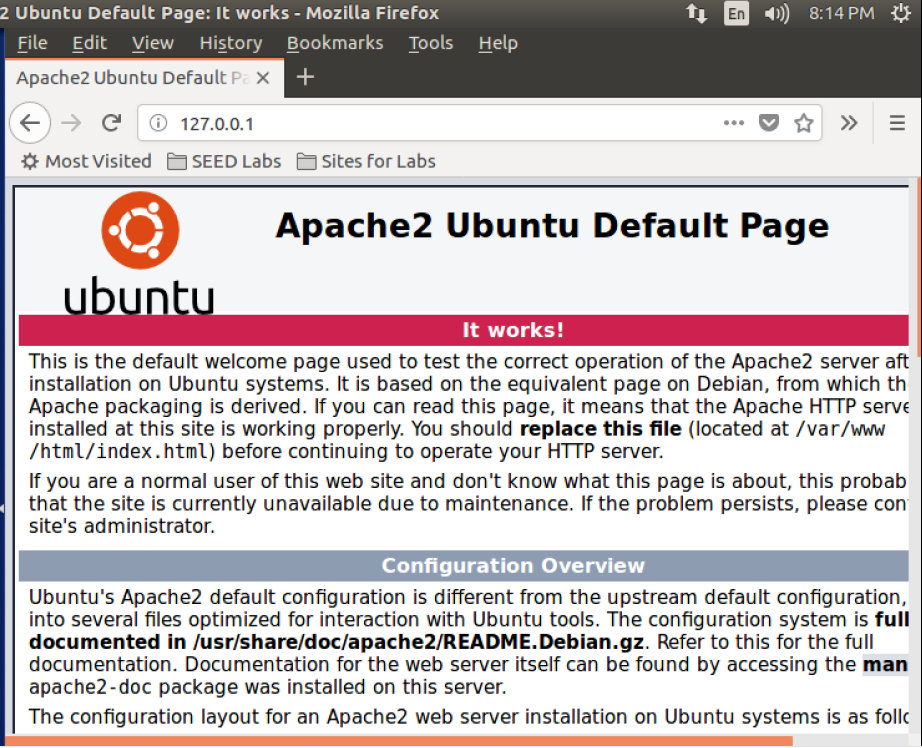 2 Ubuntu Default Page: It works - Mozilla Firefox En 8:14 PM
File Edit View History Bookmarks Tools Help
Apache2 Ubuntu Default
127.0.0.1
Most Visited SEED Labs Sites for Labs
Apache2 Ubuntu Default Page
ubuntu
It works!
This is the default welcome page used to test the correct operation of the Apache2 server
installation on Ubuntu systems. It is based on the equivalent page on Debian, from which
Apache packaging is derived. If you can read this page, it means that the Apache HTTP
installed at this site is working properly. You should replace this file (located at /var/www
/html/index.html) before continuing to operate your HTTP server.
If you are a normal user of this web site and don't know what this page is about, this
that the site is currently unavailable due to maintenance. If the problem persists, please
site's administrator.
Configuration Overview
Ubuntu's Apache2 default configuration is different from the upstream default configuration,
into several files optimized for interaction with Ubuntu tools. The configuration system is
documented in /usr/share/doc/apache2/README.Debian.gz. Refer to this for the full
documentation. Documentation for the web server itself can be found by accessing the
apache2-doc package was installed on this server.
The configuration layout for an Apache2 web server installation on Ubuntu systems is as